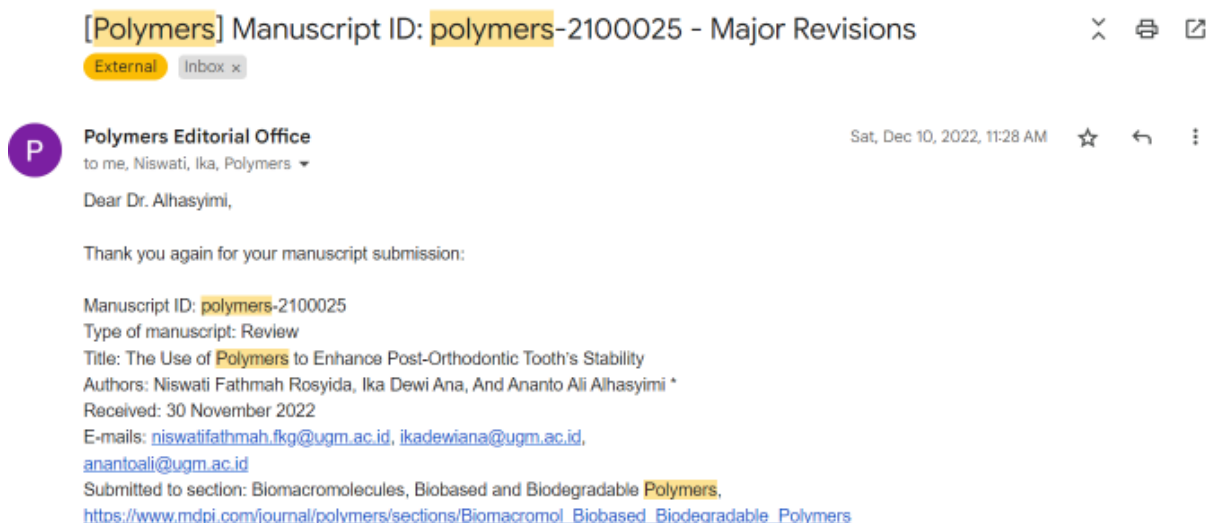 [Polymers] Manuscript ID: polymers-2100025 - Major Revisions
External Inbox ×
P
Polymers Editorial Office
Sat, Dec 10, 2022, 11:28 AM
to me, Niswati, Ika, Polymers
Dear Dr. Alhasyimi,
Thank you again for your manuscript submission:
Manuscript ID: polymers-2100025
Type of manuscript: Review
Title: The Use of Polymers to Enhance Post-Orthodontic Tooth's Stability
Authors: Niswati Fathmah Rosyida, Ika Dewi Ana, And Ananto Ali Alhasyimi *
Received: 30 November 2022
E-mails: niswatifathmah.fkg@ugm.ac.id, ikadewiana@ugm.ac.id,
anantoali@ugm.ac.id
Submitted to section: Biomacromolecules, Biobased and Biodegradable Polymers,
https://www.mdpi.com/journal/polymers/sections/Biomacromol_Biobased_Biodegradable_Polymers